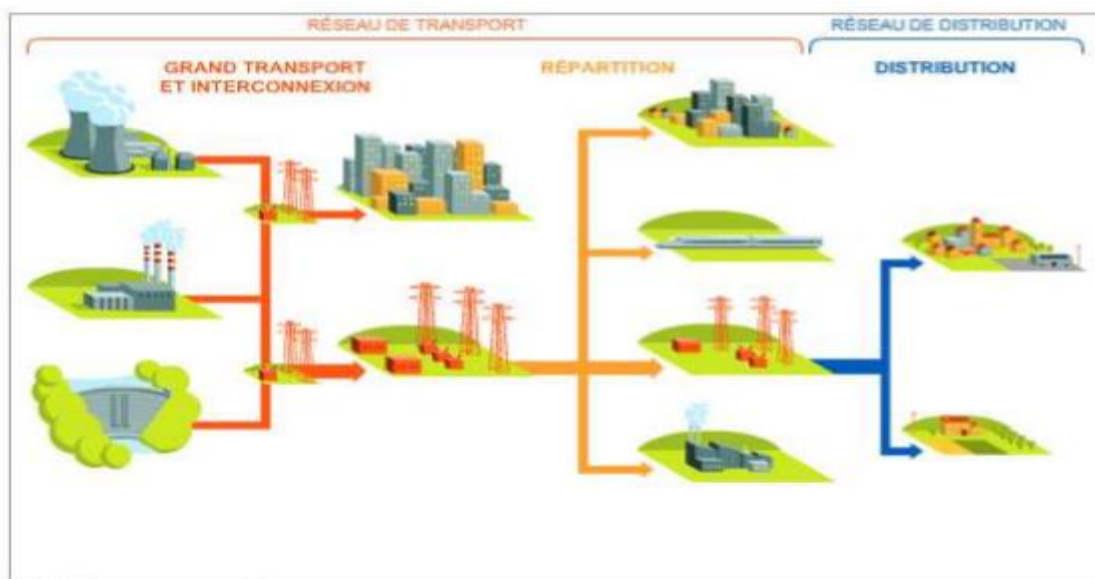 RÉSEAU DE TRANSPORT
RÉSEAU DE DISTRIBUTION
GRAND TRANSPORT
ET INTERCONNEXION
RÉPARTITION
DISTRIBUTION